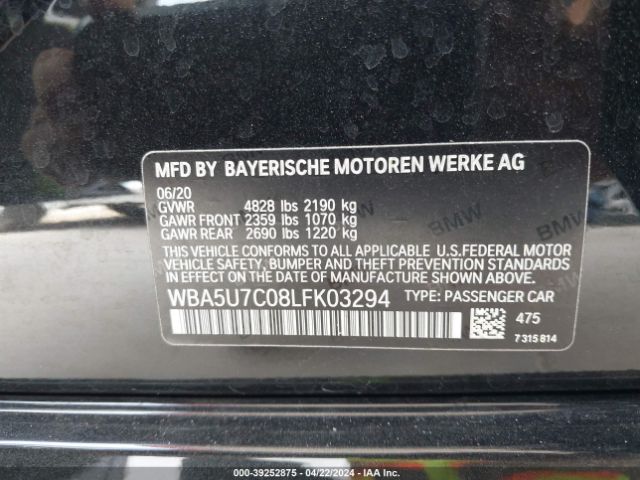 MFD BY BAYERISCHE MOTOREN WERKE AG
06/20
GVWR 4828 lbs 2190 kg
GAWR FRONT 2359 lbs 1070 kg
GAWR REAR 2690 lbs 1220 kg
THIS VEHICLE CONFORMS TO ALL APPLICABLE U.S.FEDERAL MOTOR
VEHICLE SAFETY, BUMPER, AND THEFT PREVENTION STANDARDS
IN EFFECT ON THE DATE OF MANUFACTURE SHOWN ABOVE.
WBA5U7C08LFK03294 TYPE: PASSENGER CAR
475
7 315 814
BMW
BMW
BMW
000-39252875 - 04/22/2024 - IAA Inc.